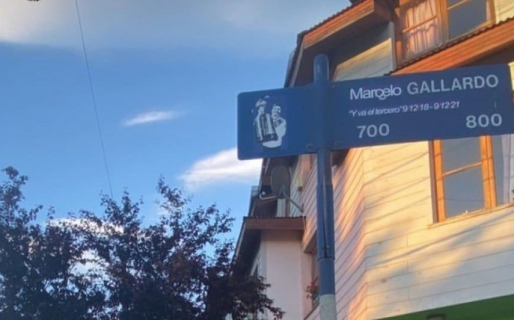 Marcelo GALLARDO
"Y va el tercero" 9·12·18 - 9·12·21
700 800